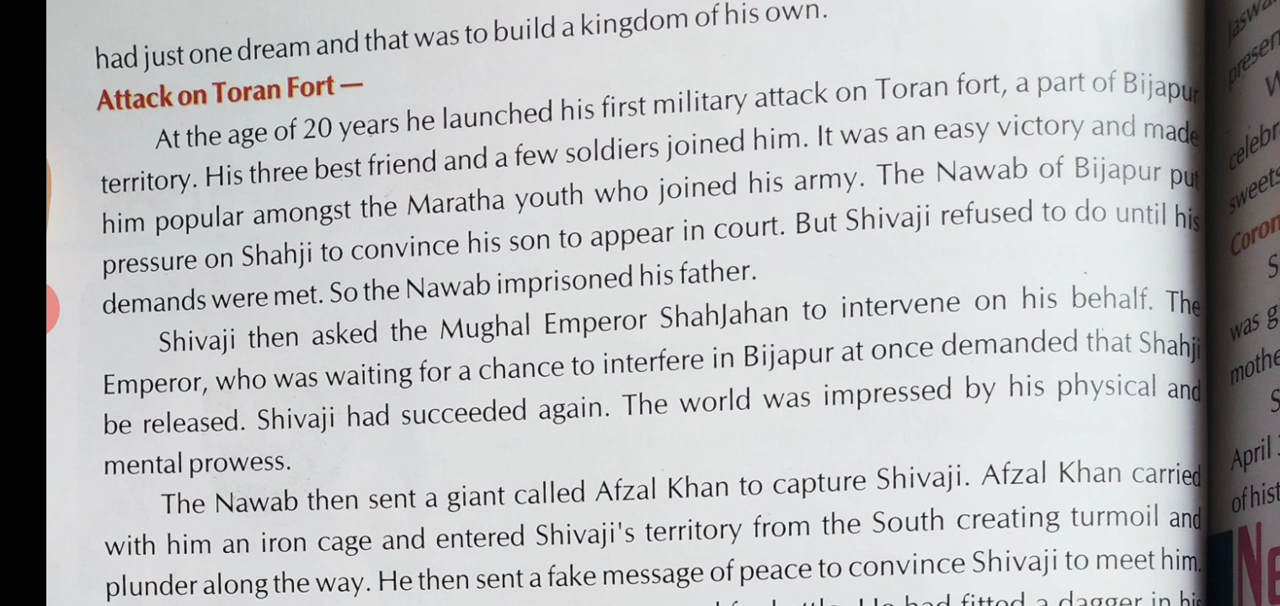 had just one dream and that was to build a kingdom of his own.
Attack on Toran Fort —
At the age of 20 years he launched his first military attack on Toran fort, a part of Bijapur
territory. His three best friend and a few soldiers joined him. It was an easy victory and made
him popular amongst the Maratha youth who joined his army. The Nawab of Bijapur put
pressure on Shahji to convince his son to appear in court. But Shivaji refused to do until his
demands were met. So the Nawab imprisoned his father.
Shivaji then asked the Mughal Emperor ShahJahan to intervene on his behalf. The
Emperor, who was waiting for a chance to interfere in Bijapur at once demanded that Shahji
be released. Shivaji had succeeded again. The world was impressed by his physical and
mental prowess.
The Nawab then sent a giant called Afzal Khan to capture Shivaji. Afzal Khan carried
with him an iron cage and entered Shivaji's territory from the South creating turmoil and
plunder along the way. He then sent a fake message of peace to convince Shivaji to meet him.
He had fitted a dagger in his
sweets
was
April
of